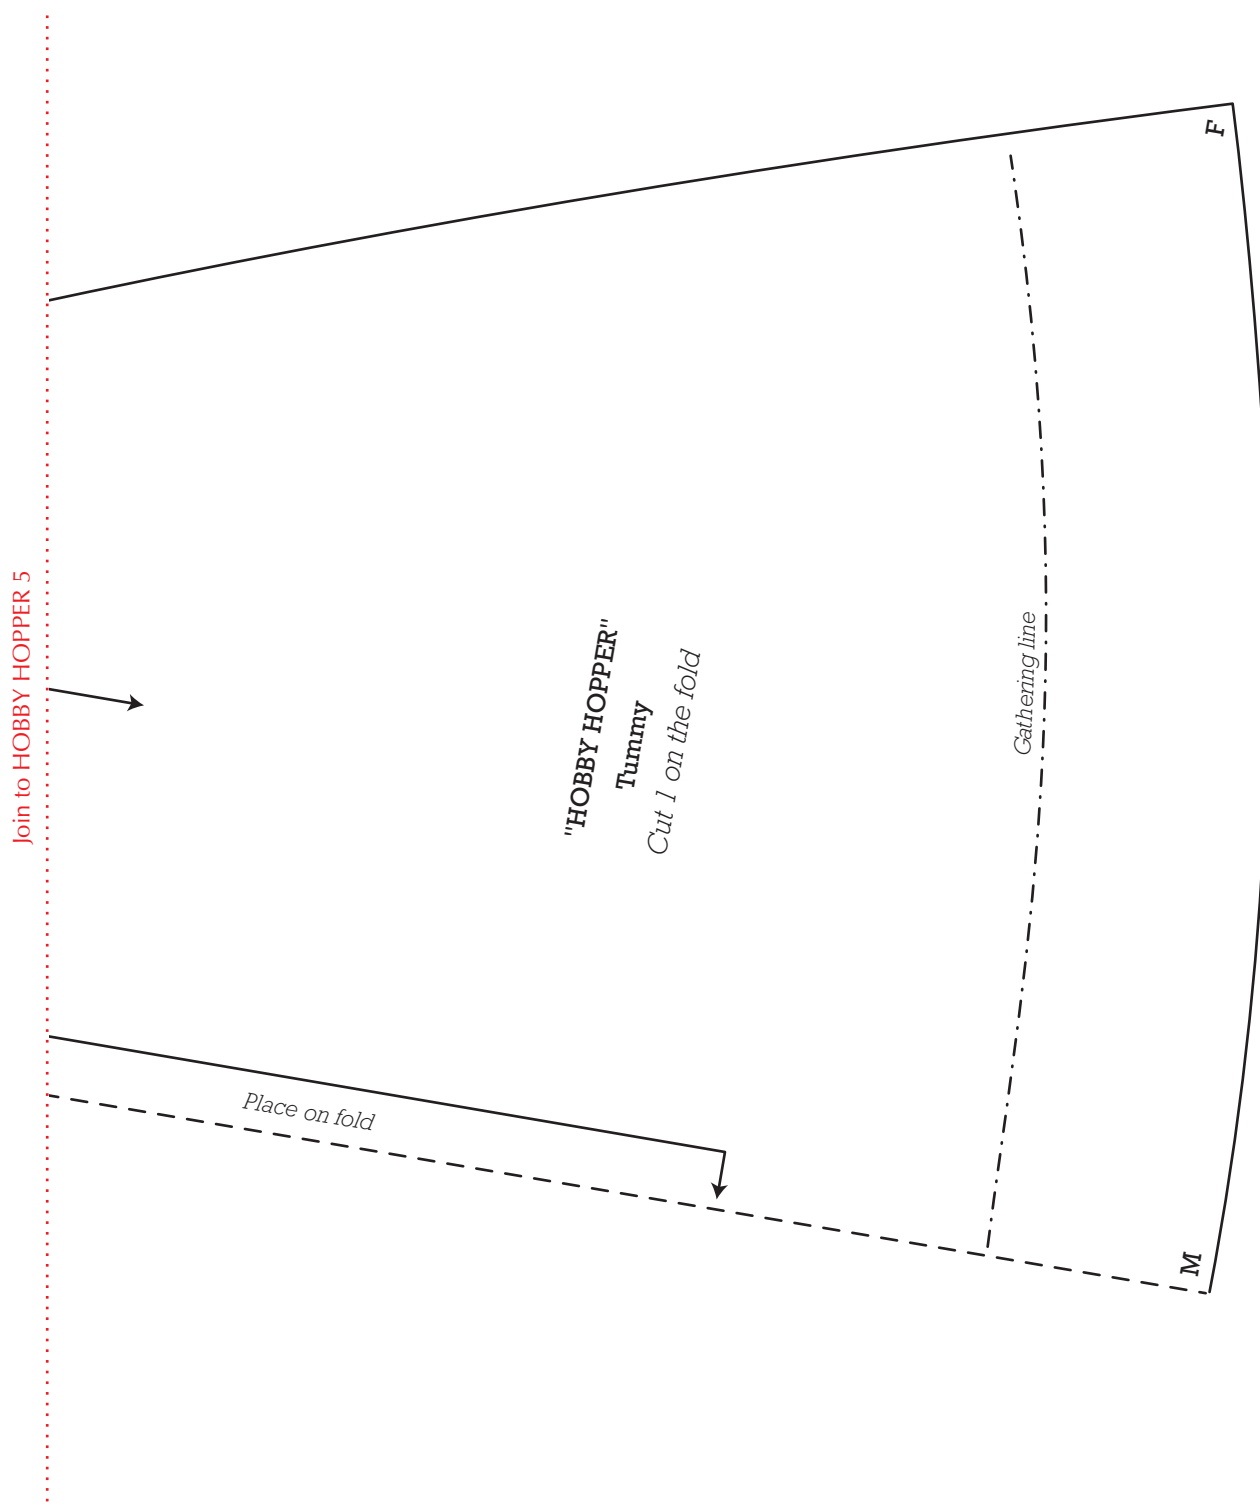 Join to HOBBY HOPPER 5
"HOBBY HOPPER"
Tummy
Cut 1 on the fold
Gathering line
Place on fold
F
M